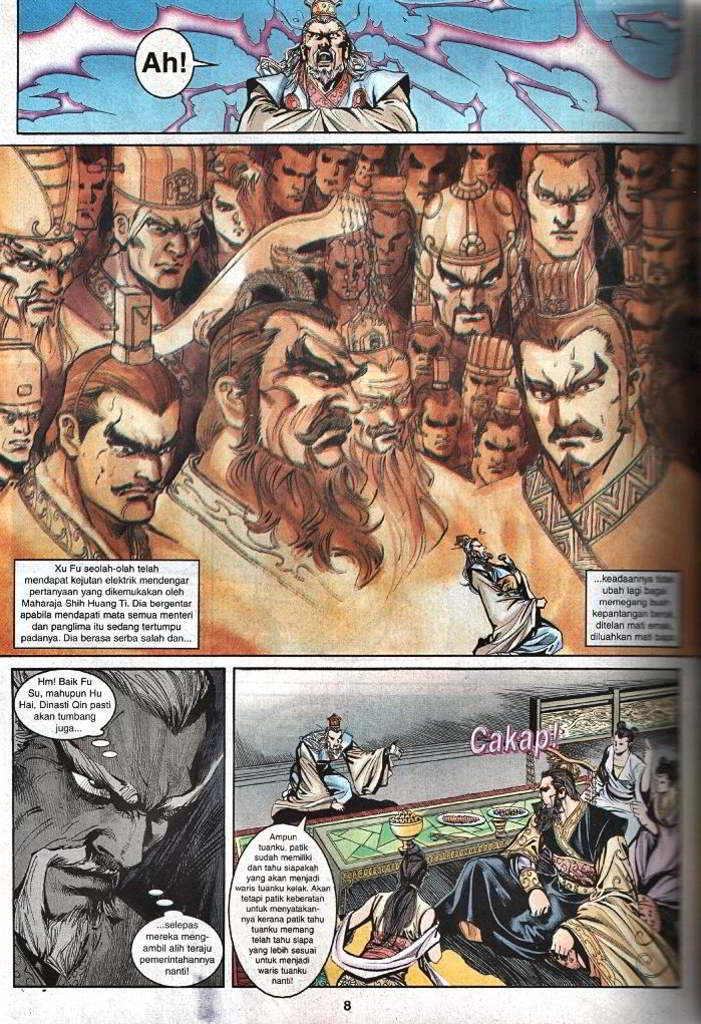 Ah!
Xu Fu seolah-olah telah
mendapat kejutan elektrik mendengar
pertanyaan yang dikemukakan oleh
Maharaja Shih Huang Ti. Dia bergentar
apabila mendapati mata semua menteri
dan panglima itu sedang tertumpu
padanya. Dia berasa serba salah dan...
...keadaannya tidak
ubah lagi bagai
memegang buah
kepantangan
ditelan mati emak,
diluahkan mati bapa.
Hm! Baik Fu
Su, mahupun Hu
Hai, Dinasti Qin pasti
akan tumbang
juga...
...selepas
mereka meng-
ambil alih teraju
pemerintahannya
nanti!
Cakap!
Ampun
tuanku, patik
sudah memiliki
dan tahu siapakah
yang akan menjadi
waris tuanku kelak. Akan
tetapi patik keberatan
untuk menyatakan-
nya kerana patik tahu
tuanku memang
telah tahu siapa
yang lebih sesuai
untuk menjadi
waris tuanku
nanti!
8